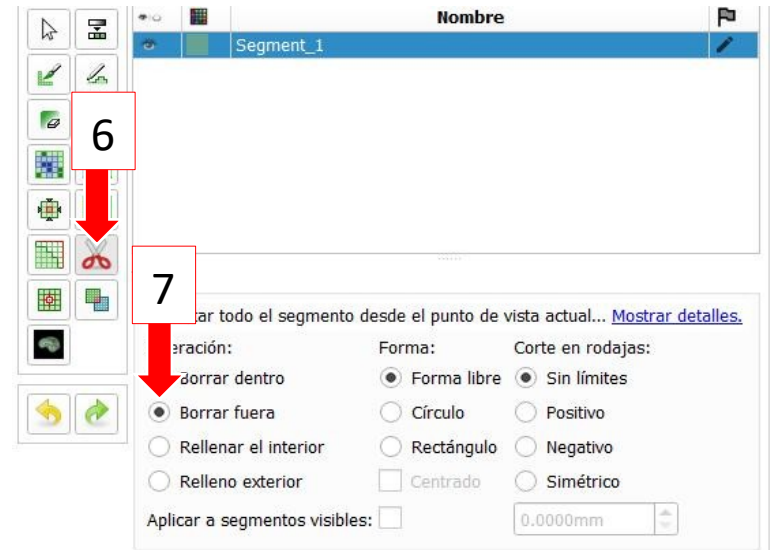 Nombre
Segment_1
6
7
todo el segmento desde el punto de vista actual... Mostrar detalles.
Forma:
Corte en rodajas:
Borrar dentro
Forma libre
Sin límites
Borrar fuera
Círculo
Positivo
Rellenar el interior
Rectángulo
Negativo
Relleno exterior
Centrado
Simétrico
Aplicar a segmentos visibles:
0.0000mm